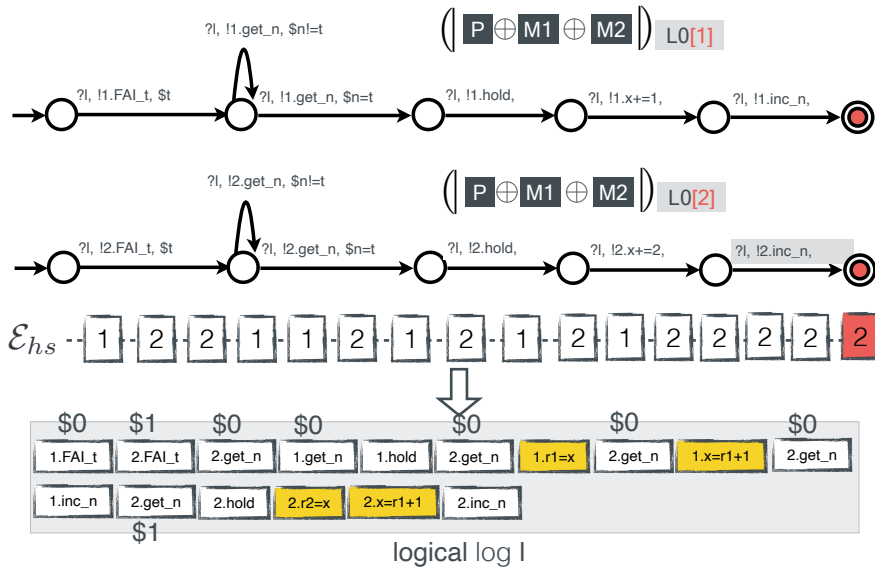 ?l, !1.get_n, $n!=t
( P ⊕ M1 ⊕ M2 ) L0[1]
?l, !1.FAI_t, $t
?l, !1.get_n, $n=t
?l, !1.hold,
?l, !1.x+=1,
?l, !1.inc_n,
?l, !2.get_n, $n!=t
( P ⊕ M1 ⊕ M2 ) L0[2]
?l, !2.FAI_t, $t
?l, !2.get_n, $n=t
?l, !2.hold,
?l, !2.x+=2,
?l, !2.inc_n,
ℰhs 1 2 2 1 1 2 1 2 1 2 1 2 2 2 2 2
$0 $1 $0 $0 $0 $0 $0
1.FAI_t 2.FAI_t 2.get_n 1.get_n 1.hold 2.get_n 1.r1=x 2.get_n 1.x=r1+1 2.get_n
1.inc_n 2.get_n 2.hold 2.r2=x 2.x=r1+1 2.inc_n
$1
logical log l